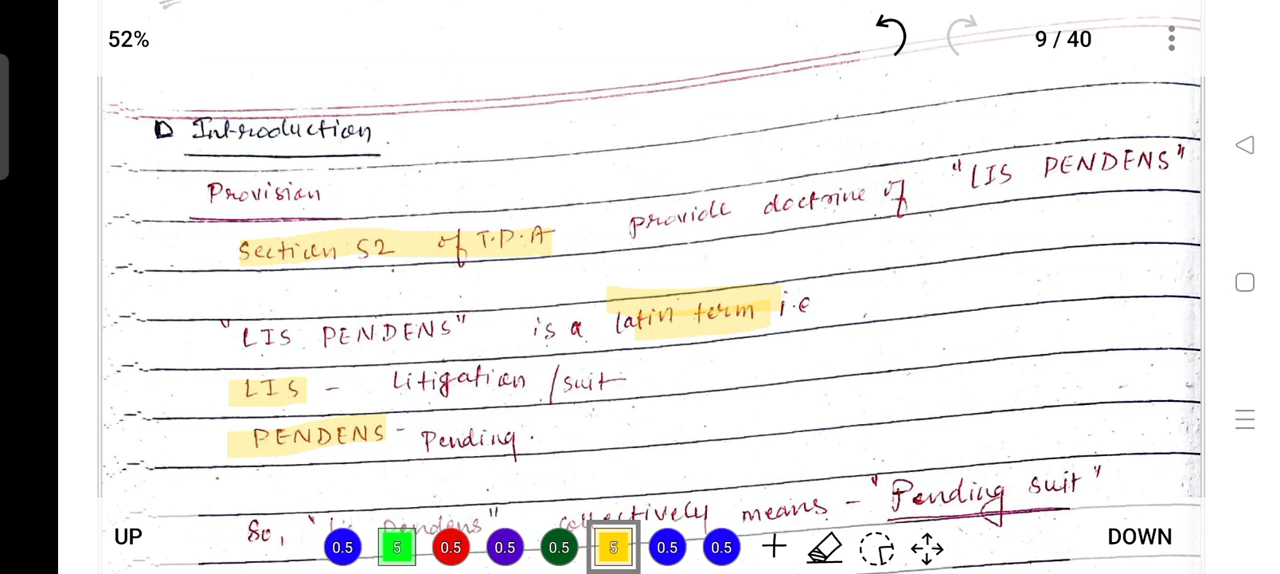 52%
9 / 40
Introduction
Provision
Section 52 of T.P.A provide doctrine of "LIS PENDENS"
"LIS PENDENS" is a latin term i.e
LIS - Litigation / suit
PENDENS - Pending.
So, "Lis pendens" collectively means - "Pending suit"
UP
0.5 5 0.5 0.5 0.5 5 0.5 0.5
DOWN